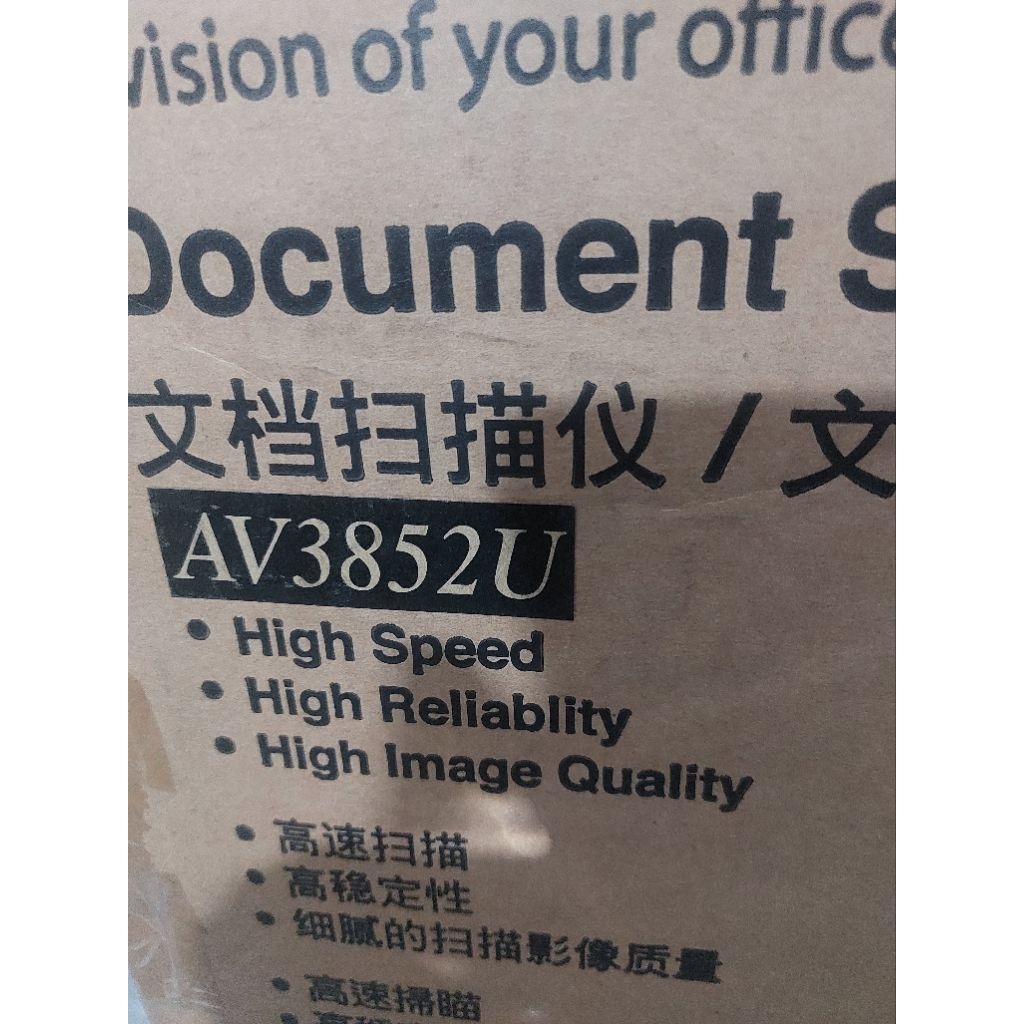 vision of your office
Document S
文档扫描仪 / 文
AV3852U
• High Speed
• High Reliablity
• High Image Quality
• 高速扫描
• 高稳定性
• 细腻的扫描影像质量
• 高速掃瞄